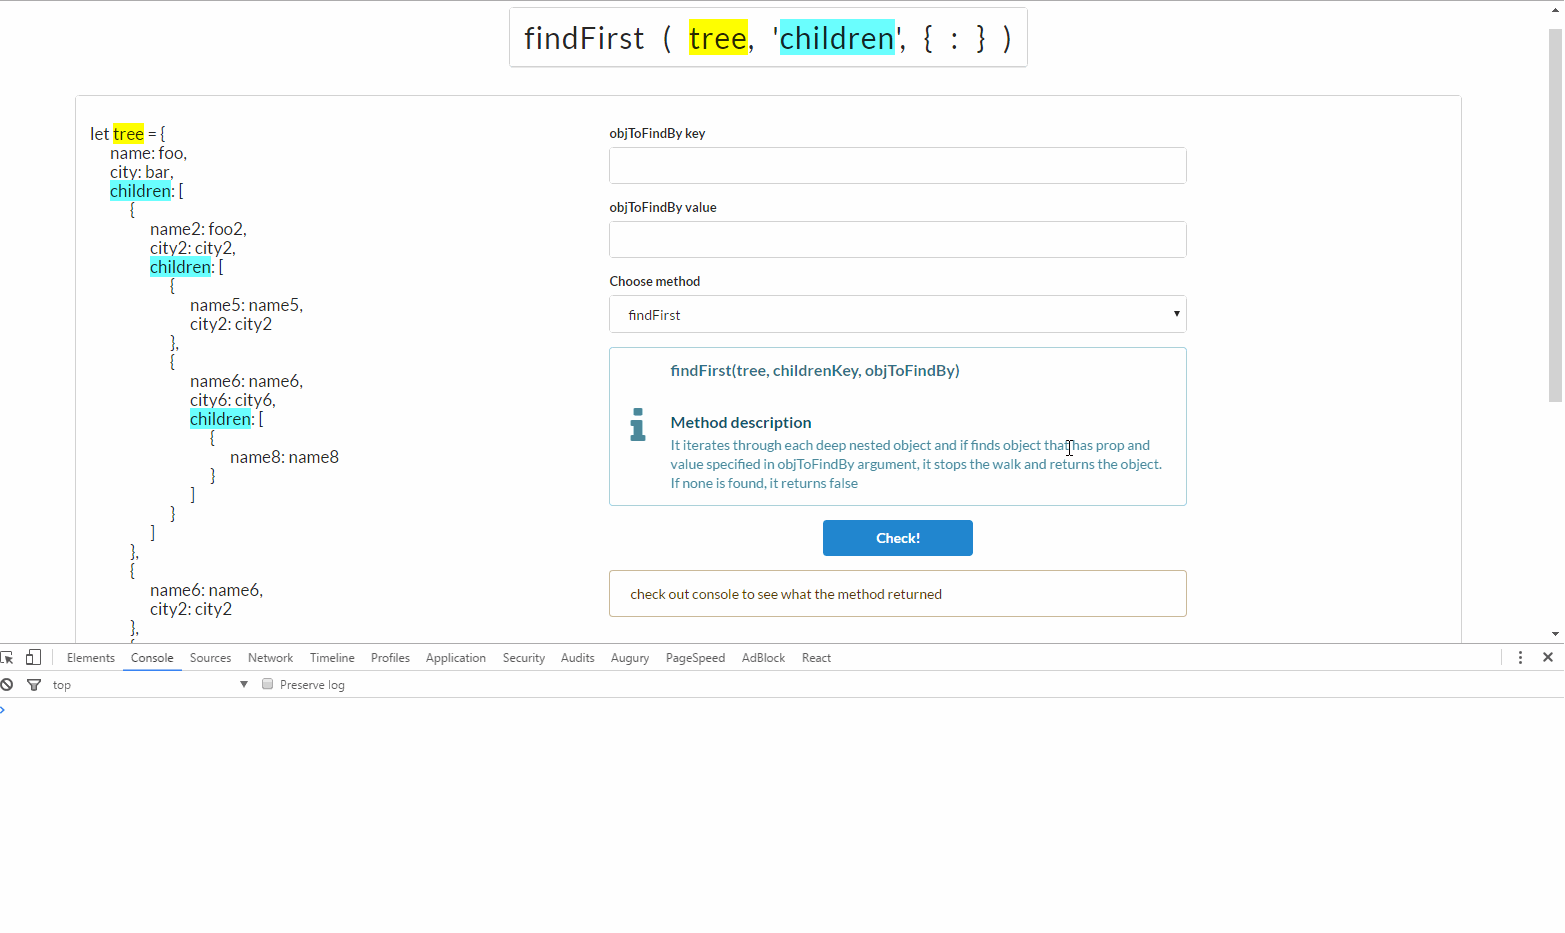 findFirst ( tree, 'children', { : } )
let tree = {
name: foo,
city: bar,
children: [
{
name2: foo2,
city2: city2,
children: [
{
name5: name5,
city2: city2
},
{
name6: name6,
city6: city6,
children: [
{
name8: name8
}
]
}
]
},
{
name6: name6,
city2: city2
},
objToFindBy key
objToFindBy value
Choose method
findFirst
findFirst(tree, childrenKey, objToFindBy)
Method description
It iterates through each deep nested object and if finds object that has prop and
value specified in objToFindBy argument, it stops the walk and returns the object.
If none is found, it returns false
Check!
check out console to see what the method returned
Elements Console Sources Network Timeline Profiles Application Security Audits Augury PageSpeed AdBlock React
top Preserve log